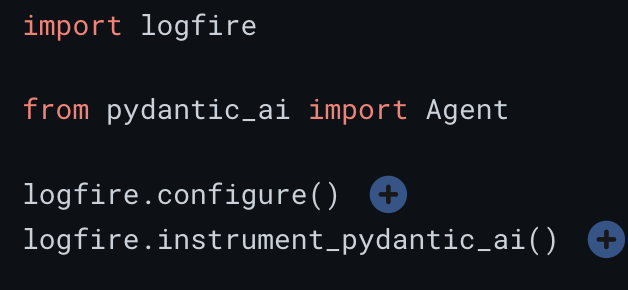 import logfire
from pydantic_ai import Agent
logfire.configure()
logfire.instrument_pydantic_ai()